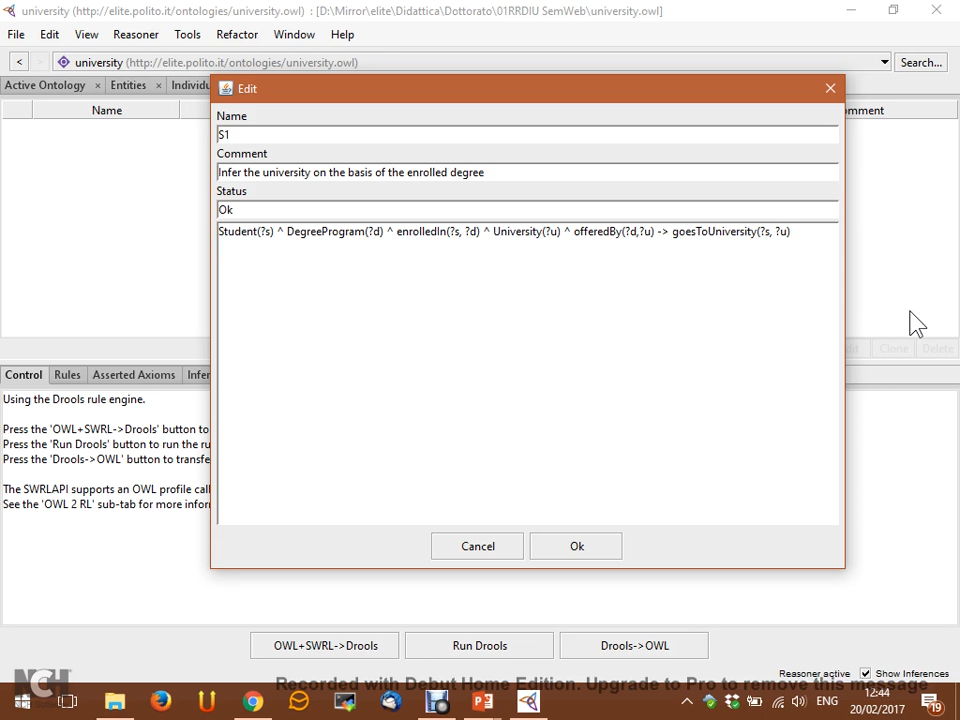 university (http://elite.polito.it/ontologies/university.owl) : [D:\Mirror\elite\Didattica\Dottorato\01RRDIU SemWeb\university.owl]
File Edit View Reasoner Tools Refactor Window Help
< > university (http://elite.polito.it/ontologies/university.owl) Search...
Active Ontology × Entities × Individu
Edit
Name
omment
Name
S1
Comment
Infer the university on the basis of the enrolled degree
Status
Ok
Student(?s) ^ DegreeProgram(?d) ^ enrolledIn(?s, ?d) ^ University(?u) ^ offeredBy(?d,?u) -> goesToUniversity(?s, ?u)
Clone Delete
Control Rules Asserted Axioms Infer
Using the Drools rule engine.
Press the 'OWL+SWRL->Drools' button to
Press the 'Run Drools' button to run the ru
Press the 'Drools->OWL' button to transfe
The SWRLAPI supports an OWL profile call
See the 'OWL 2 RL' sub-tab for more infor
Cancel Ok
OWL+SWRL->Drools Run Drools Drools->OWL
Reasoner active Show Inferences
NCH
Recorded with Debut Home Edition. Upgrade to Pro to remove this message
ENG
12:44
20/02/2017
19